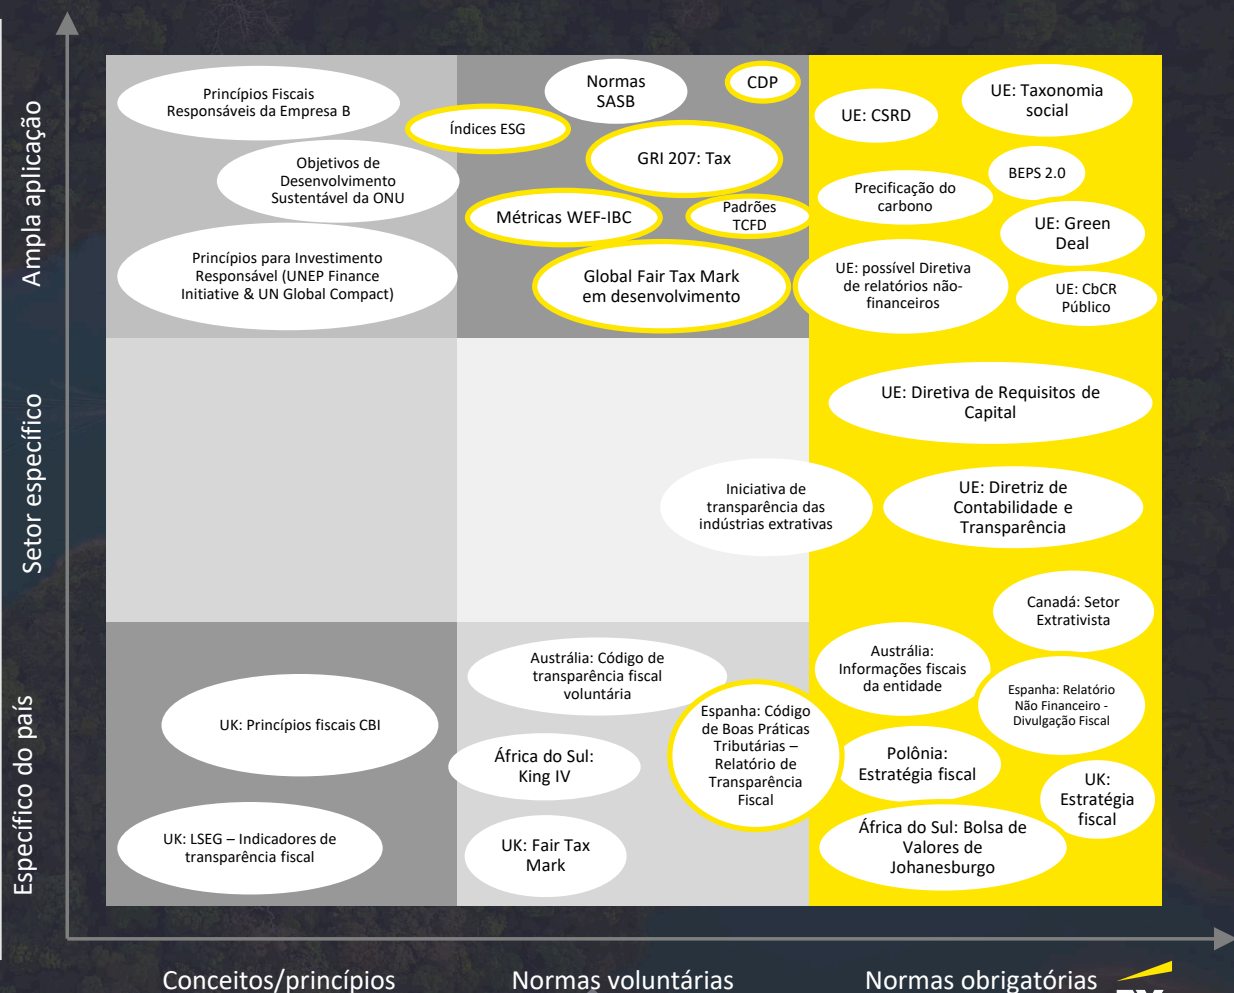 Ampla aplicação
Princípios Fiscais
Responsáveis da Empresa B
Objetivos de
Desenvolvimento
Sustentável da ONU
Princípios para Investimento
Responsável (UNEP Finance
Initiative & UN Global Compact)
Índices ESG
Normas
SASB
CDP
GRI 207: Tax
Métricas WEF-IBC
Padrões
TCFD
Global Fair Tax Mark
em desenvolvimento
UE: CSRD
UE: Taxonomia
social
BEPS 2.0
Precificação do
carbono
UE: Green
Deal
UE: possível Diretiva
de relatórios não-
financeiros
UE: CbCR
Público
Setor específico
UE: Diretiva de Requisitos de
Capital
Iniciativa de
transparência das
indústrias extrativas
UE: Diretriz de
Contabilidade e
Transparência
Canadá: Setor
Extrativista
Específico do país
UK: Princípios fiscais CBI
UK: LSEG – Indicadores de
transparência fiscal
Austrália: Código de
transparência fiscal
voluntária
África do Sul:
King IV
UK: Fair Tax
Mark
Espanha: Código
de Boas Práticas
Tributárias –
Relatório de
Transparência
Fiscal
Austrália:
Informações fiscais
da entidade
Espanha: Relatório
Não Financeiro -
Divulgação Fiscal
Polônia:
Estratégia fiscal
UK:
Estratégia
fiscal
África do Sul: Bolsa de
Valores de
Johanesburgo
Conceitos/princípios
Normas voluntárias
Normas obrigatórias